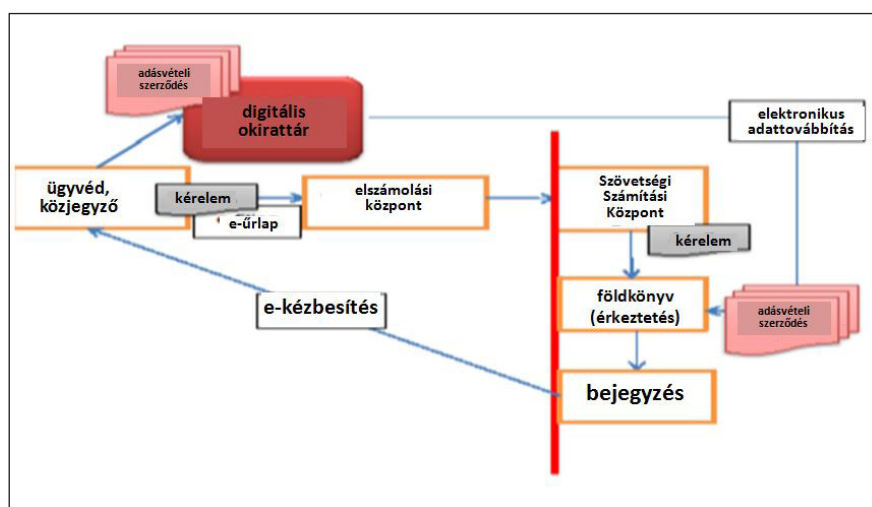 adásvételi
szerződés
digitális
okirattár
elektronikus
adattovábbítás
ügyvéd,
közjegyző
kérelem
e-űrlap
elszámolási
központ
Szövetségi
Számítási
Központ
kérelem
e-kézbesítés
földkönyv
(érkeztetés)
adásvételi
szerződés
bejegyzés